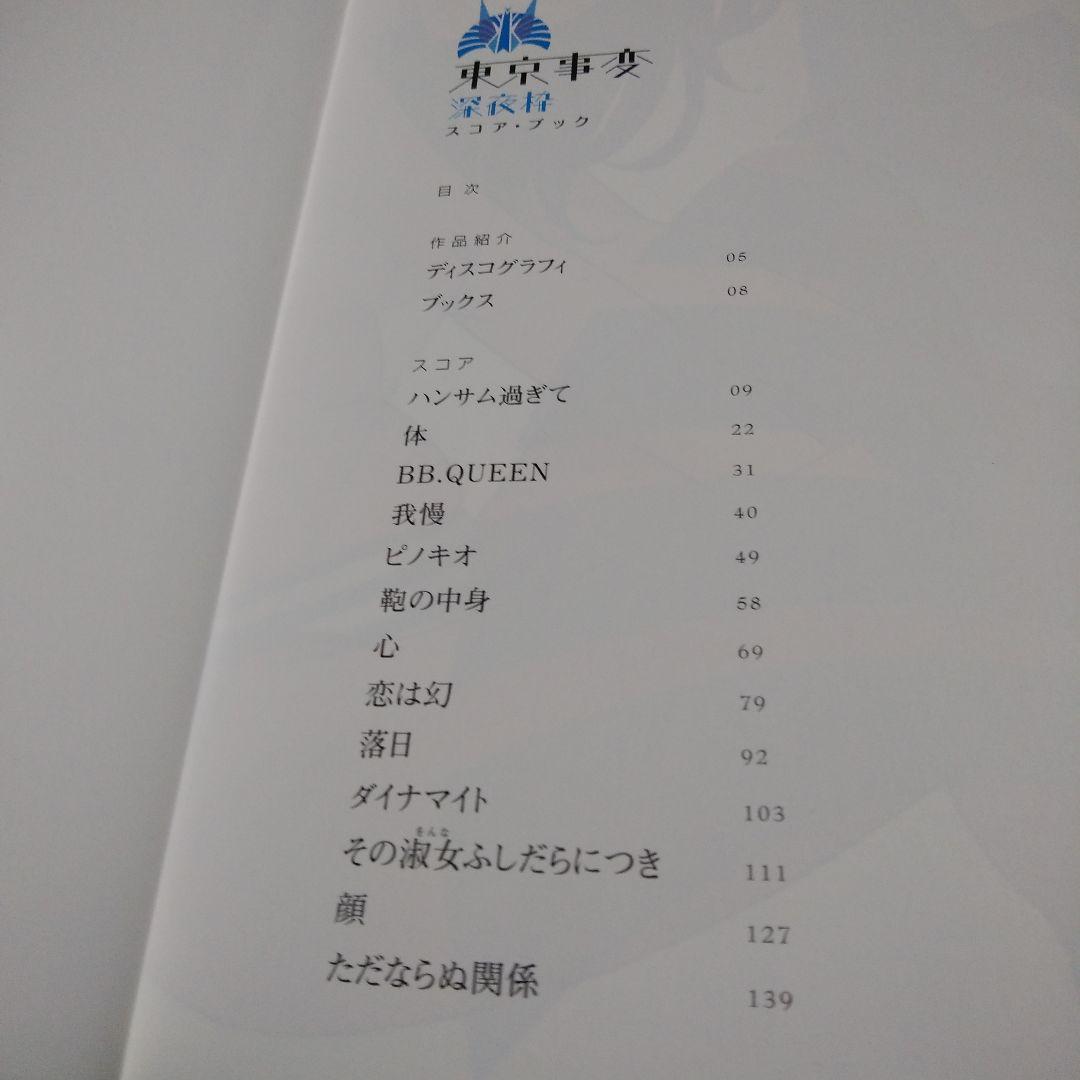 東京事変
深夜枠
スコア・ブック
目次
作品紹介
ディスコグラフィ 05
ブックス 08
スコア
ハンサム過ぎて 09
体 22
BB.QUEEN 31
我慢 40
ピノキオ 49
鞄の中身 58
心 69
恋は幻 79
落日 92
ダイナマイト 103
をんな
その淑女ふしだらにつき 111
顔 127
ただならぬ関係 139